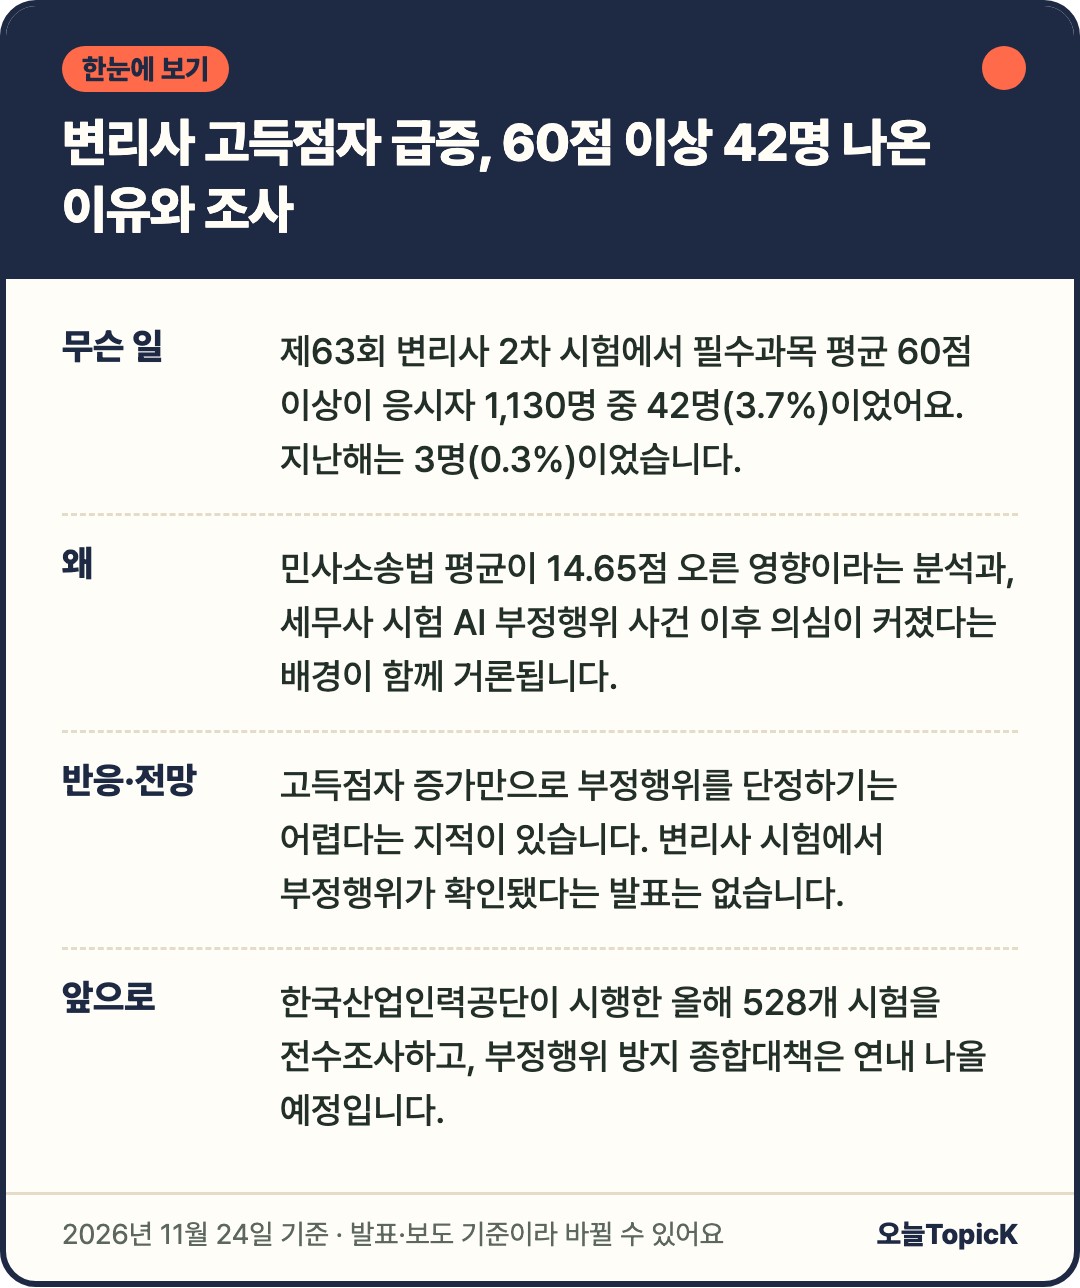 한눈에 보기
변리사 고득점자 급증, 60점 이상 42명 나온
이유와 조사
무슨 일
제63회 변리사 2차 시험에서 필수과목 평균 60점
이상이 응시자 1,130명 중 42명(3.7%)이었어요.
지난해는 3명(0.3%)이었습니다.
왜
민사소송법 평균이 14.65점 오른 영향이라는 분석과,
세무사 시험 AI 부정행위 사건 이후 의심이 커졌다는
배경이 함께 거론됩니다.
반응·전망
고득점자 증가만으로 부정행위를 단정하기는
어렵다는 지적이 있습니다. 변리사 시험에서
부정행위가 확인됐다는 발표는 없습니다.
앞으로
한국산업인력공단이 시행한 올해 528개 시험을
전수조사하고, 부정행위 방지 종합대책은 연내 나올
예정입니다.
2026년 11월 24일 기준 · 발표·보도 기준이라 바뀔 수 있어요
오늘TopicK